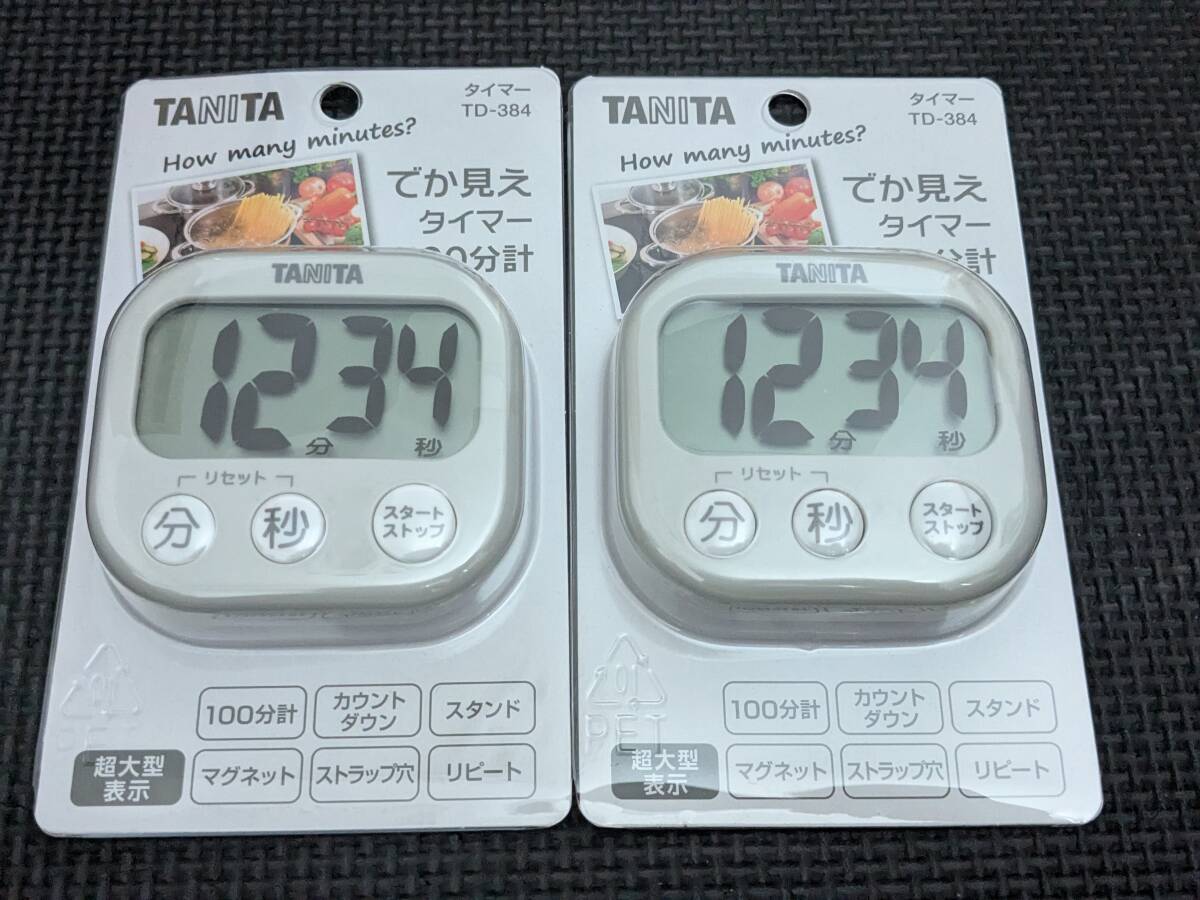 TANITA
タイマー
TD-384
How many minutes?
でか見え
タイマー
分計
TANITA
1234
分
秒
リセット
分
秒
スタート
ストップ
100分計
カウント
ダウン
スタンド
超大型
表示
マグネット
ストラップ穴
リピート
TANITA
タイマー
TD-384
How many minutes?
でか見え
タイマー
分計
TANITA
1234
分
秒
リセット
分
秒
スタート
ストップ
PET
100分計
カウント
ダウン
スタンド
超大型
表示
マグネット
ストラップ穴
リピート